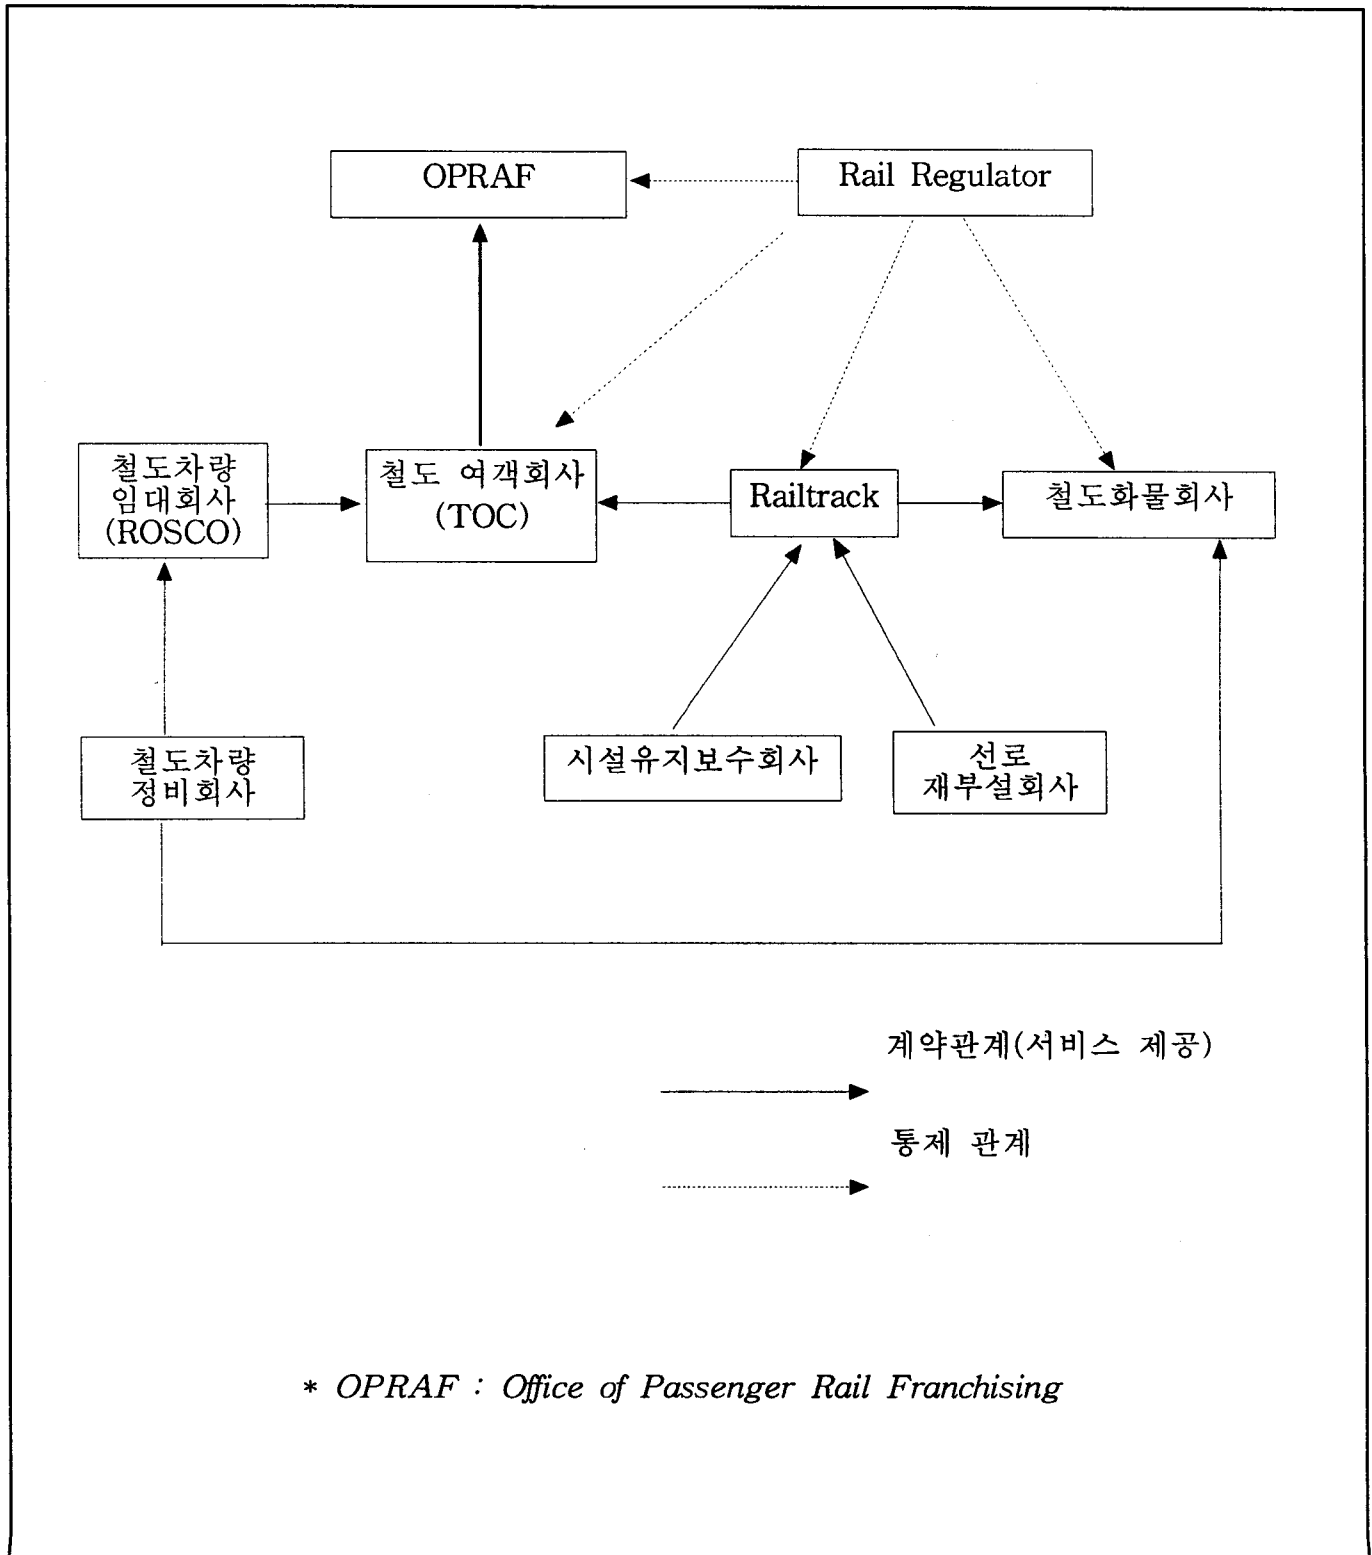 OPRAF
Rail Regulator
철도차량
임대회사
(ROSCO)
철도 여객회사
(TOC)
Railtrack
철도화물회사
철도차량
정비회사
시설유지보수회사
선로
재부설회사
계약관계(서비스 제공)
통제 관계
* OPRAF : Office of Passenger Rail Franchising